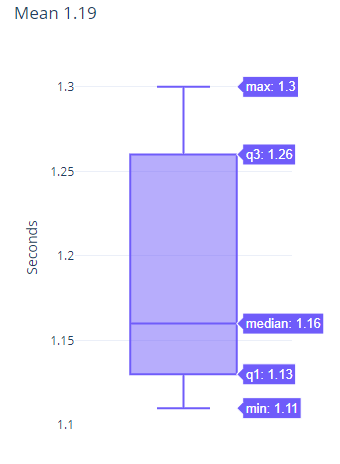 Mean 1.19
1.3
max: 1.3
q3: 1.26
1.25
1.2
Seconds
median: 1.16
1.15
q1: 1.13
min: 1.11
1.1